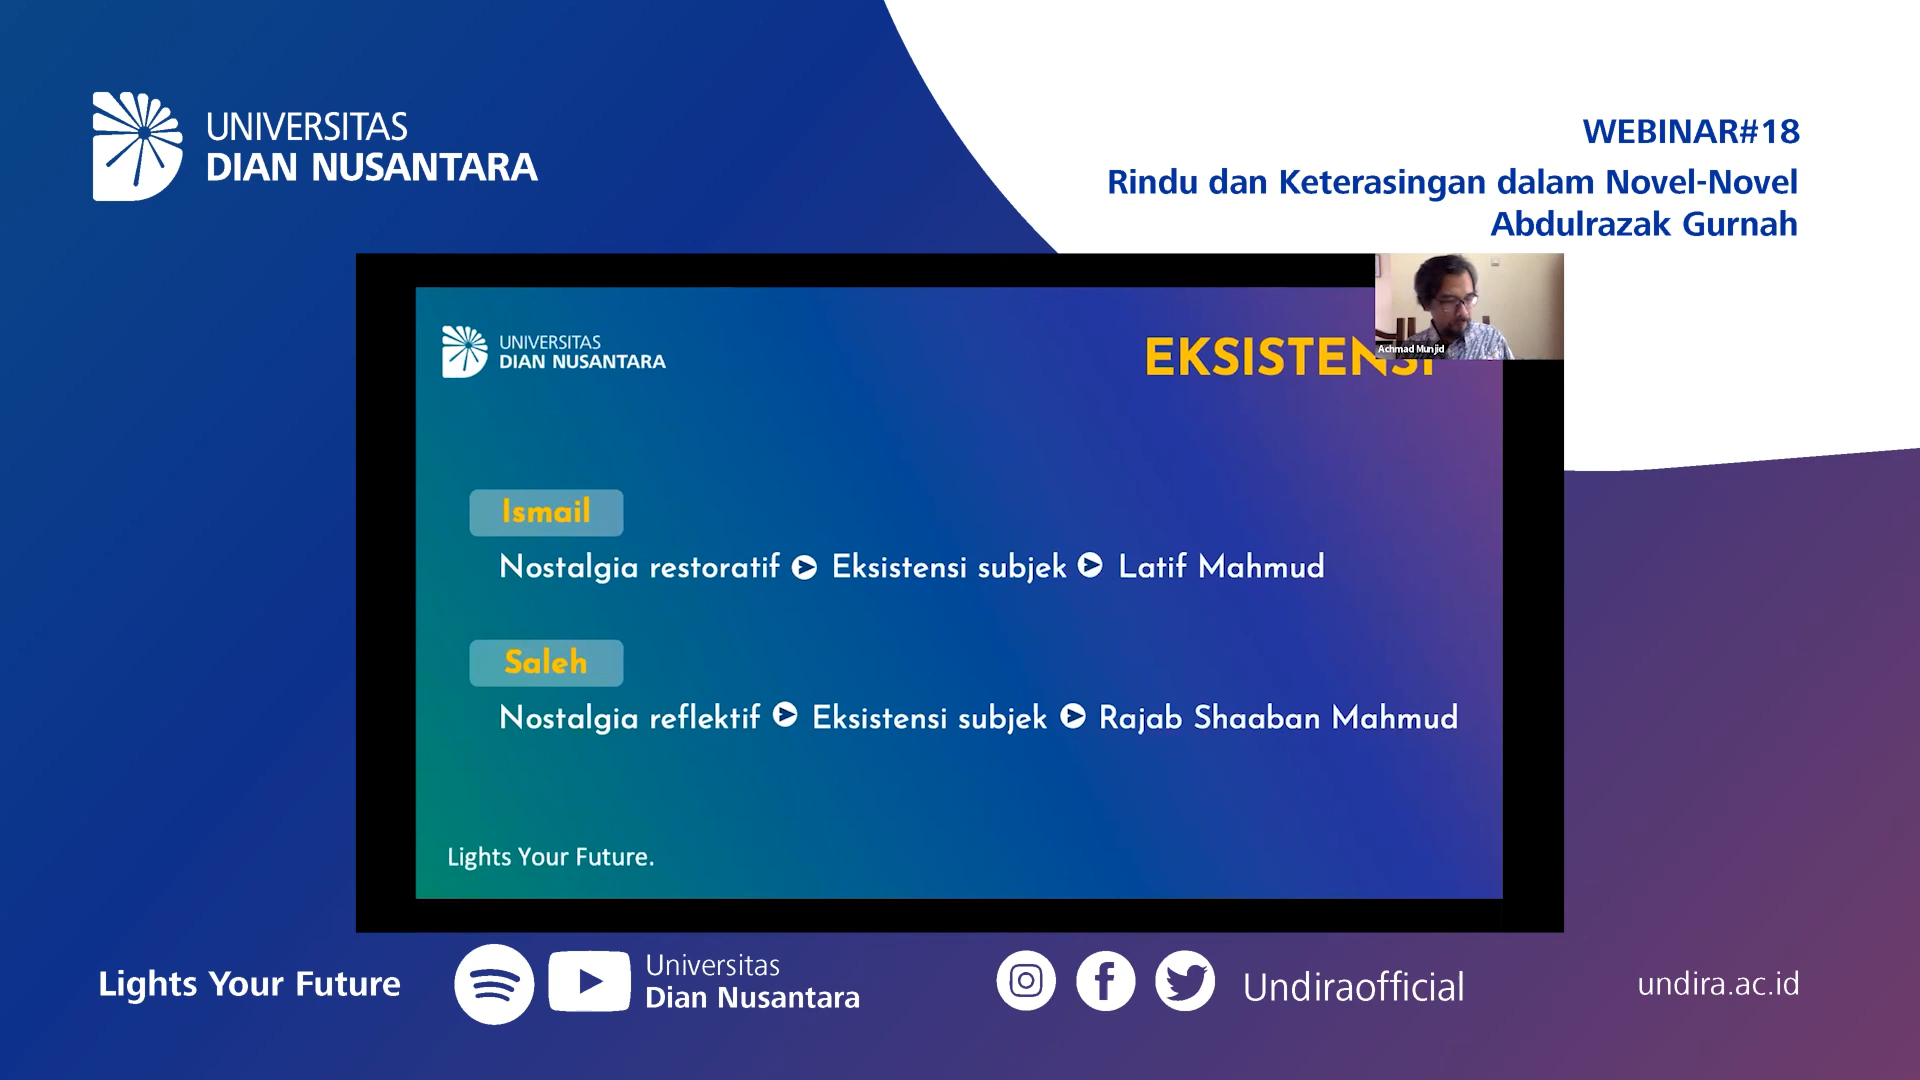 UNIVERSITAS
DIAN NUSANTARA
WEBINAR#18
Rindu dan Keterasingan dalam Novel-Novel
Abdulrazak Gurnah
UNIVERSITAS
DIAN NUSANTARA
EKSISTENSI
Achmad Munjid
Ismail
Nostalgia restoratif Eksistensi subjek Latif Mahmud
Saleh
Nostalgia reflektif Eksistensi subjek Rajab Shaaban Mahmud
Lights Your Future.
Lights Your Future
Universitas
Dian Nusantara
Undiraofficial
undira.ac.id